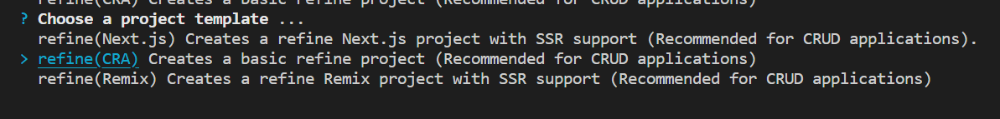 refine(CRA) Creates a basic refine project (Recommended for CRUD applications)
? Choose a project template ...
refine(Next.js) Creates a refine Next.js project with SSR support (Recommended for CRUD applications).
> refine(CRA) Creates a basic refine project (Recommended for CRUD applications)
refine(Remix) Creates a refine Remix project with SSR support (Recommended for CRUD applications)